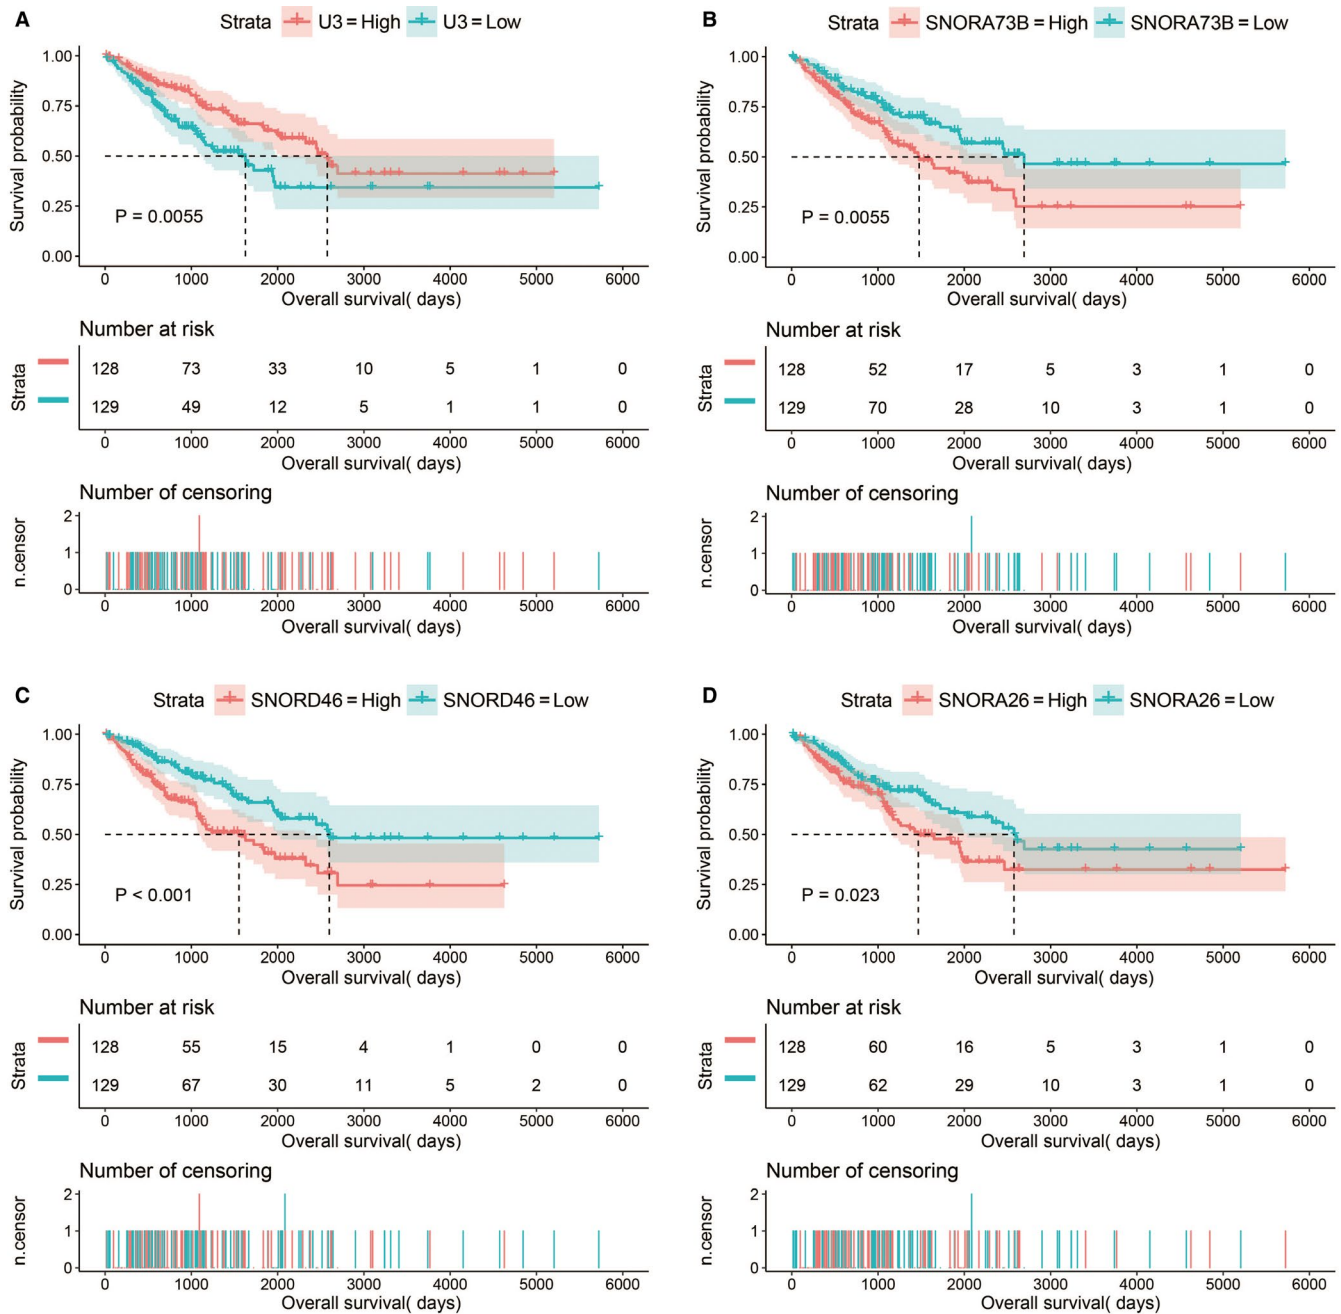 A Strata U3 = High U3 = Low
Survival probability
1.00
0.75
0.50
0.25
0.00
P = 0.0055
0 1000 2000 3000 4000 5000 6000
Overall survival( days)
Number at risk
Strata
128 73 33 10 5 1 0
129 49 12 5 1 1 0
0 1000 2000 3000 4000 5000 6000
Overall survival( days)
Number of censoring
n.censor
2
1
0
0 1000 2000 3000 4000 5000 6000
Overall survival( days)
B Strata SNORA73B = High SNORA73B = Low
Survival probability
1.00
0.75
0.50
0.25
0.00
P = 0.0055
0 1000 2000 3000 4000 5000 6000
Overall survival( days)
Number at risk
Strata
128 52 17 5 3 1 0
129 70 28 10 3 1 0
0 1000 2000 3000 4000 5000 6000
Overall survival( days)
Number of censoring
n.censor
2
1
0
0 1000 2000 3000 4000 5000 6000
Overall survival( days)
C Strata SNORD46 = High SNORD46 = Low
Survival probability
1.00
0.75
0.50
0.25
0.00
P < 0.001
0 1000 2000 3000 4000 5000 6000
Overall survival( days)
Number at risk
Strata
128 55 15 4 1 0 0
129 67 30 11 5 2 0
0 1000 2000 3000 4000 5000 6000
Overall survival( days)
Number of censoring
n.censor
2
1
0
0 1000 2000 3000 4000 5000 6000
Overall survival( days)
D Strata SNORA26 = High SNORA26 = Low
Survival probability
1.00
0.75
0.50
0.25
0.00
P = 0.023
0 1000 2000 3000 4000 5000 6000
Overall survival( days)
Number at risk
Strata
128 60 16 5 3 1 0
129 62 29 10 3 1 0
0 1000 2000 3000 4000 5000 6000
Overall survival( days)
Number of censoring
n.censor
2
1
0
0 1000 2000 3000 4000 5000 6000
Overall survival( days)